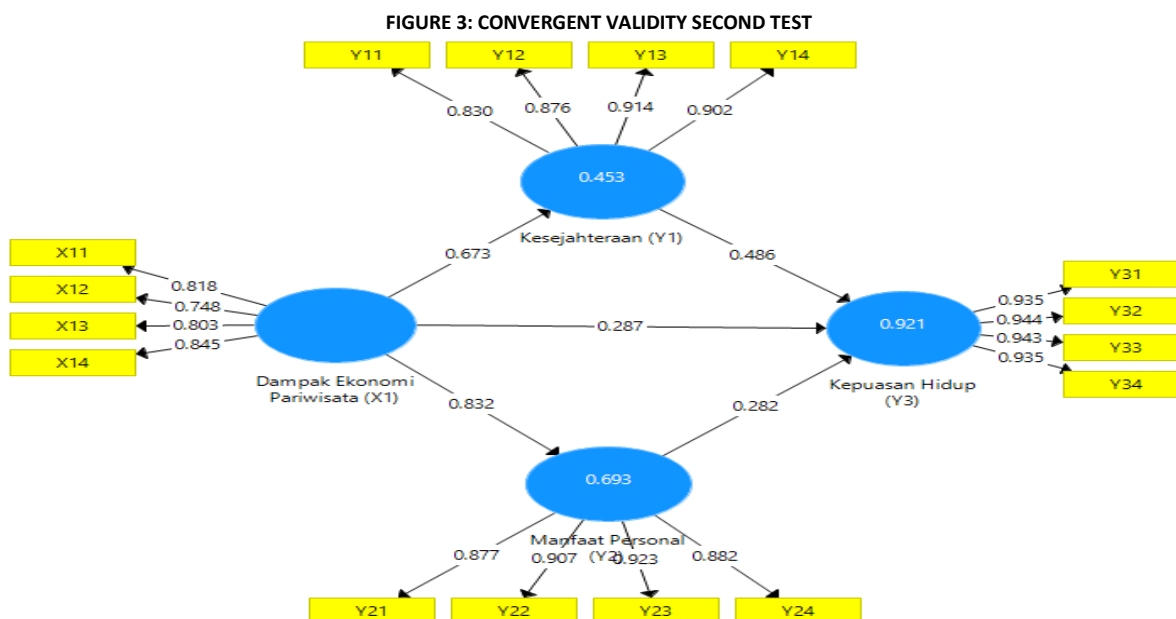 FIGURE 3: CONVERGENT VALIDITY SECOND TEST
Y11 Y12 Y13 Y14
0.830 0.876 0.914 0.902
0.453
Kesejahteraan (Y1)
X11
X12
X13
X14
0.818
0.748
0.803
0.845
0.673
0.486
0.287
Dampak Ekonomi
Pariwisata (X1)
0.921
Kepuasan Hidup
(Y3)
0.935
0.944
0.943
0.935
Y31
Y32
Y33
Y34
0.832
0.282
0.693
Manfaat Personal
(Y2)
0.877 0.907 0.923 0.882
Y21 Y22 Y23 Y24